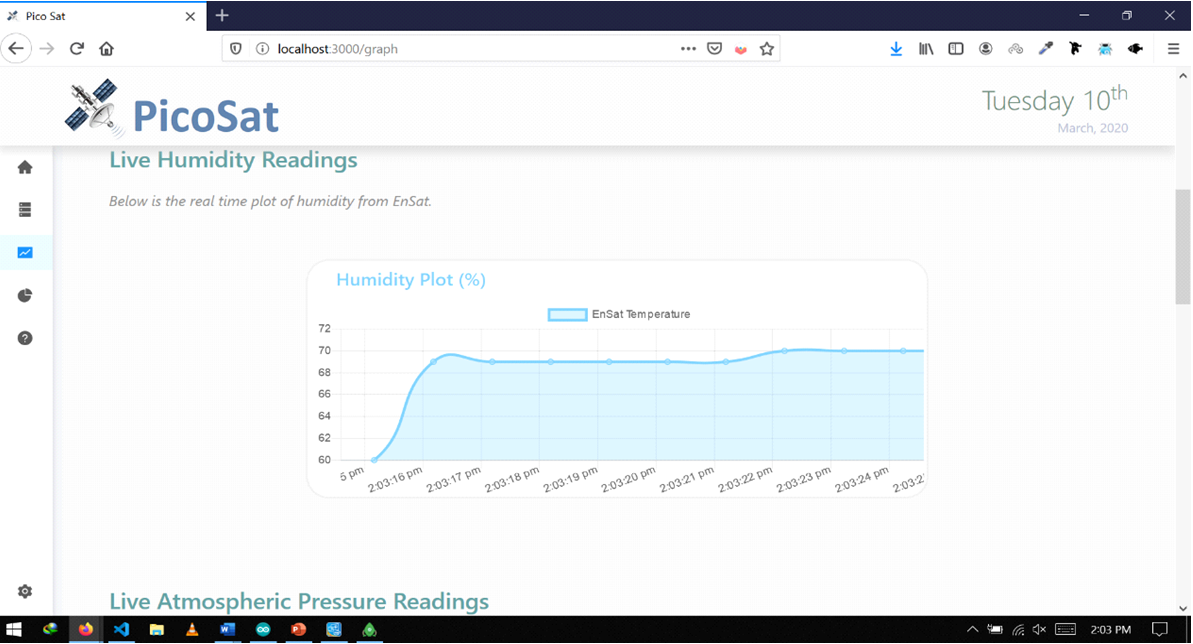 Pico Sat
localhost:3000/graph
PicoSat
Tuesday 10th
March, 2020
Live Humidity Readings
Below is the real time plot of humidity from EnSat.
Humidity Plot (%)
EnSat Temperature
72
70
68
66
64
62
60
5 pm
2:03:16 pm
2:03:17 pm
2:03:18 pm
2:03:19 pm
2:03:20 pm
2:03:21 pm
2:03:22 pm
2:03:23 pm
2:03:24 pm
2:03:2
Live Atmospheric Pressure Readings
2:03 PM